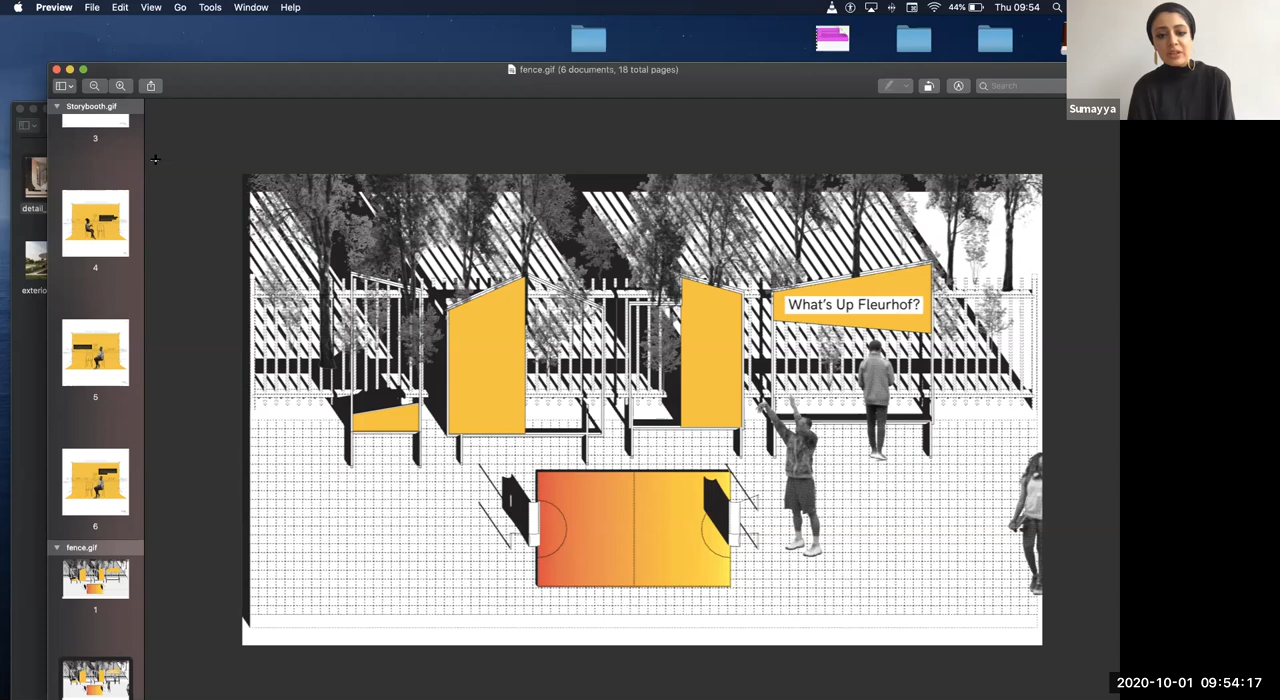 Preview File Edit View Go Tools Window Help
44% Thu 09:54
fence.gif (6 documents, 18 total pages)
Search
Sumayya
Storybooth.gif
3
4
5
6
fence.gif
1
detail_
exterio
What's Up Fleurhof?
2020-10-01 09:54:17